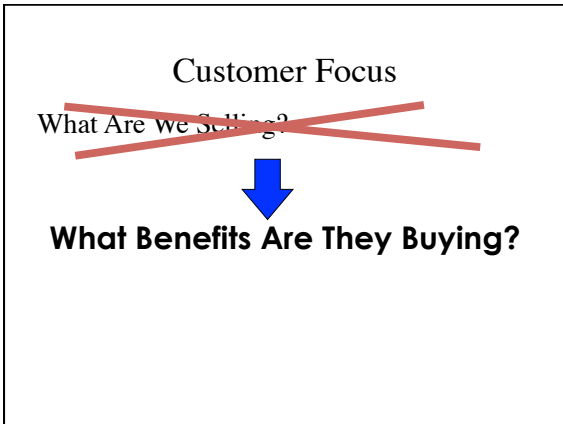 Customer Focus
What Are We Selling?
What Benefits Are They Buying?